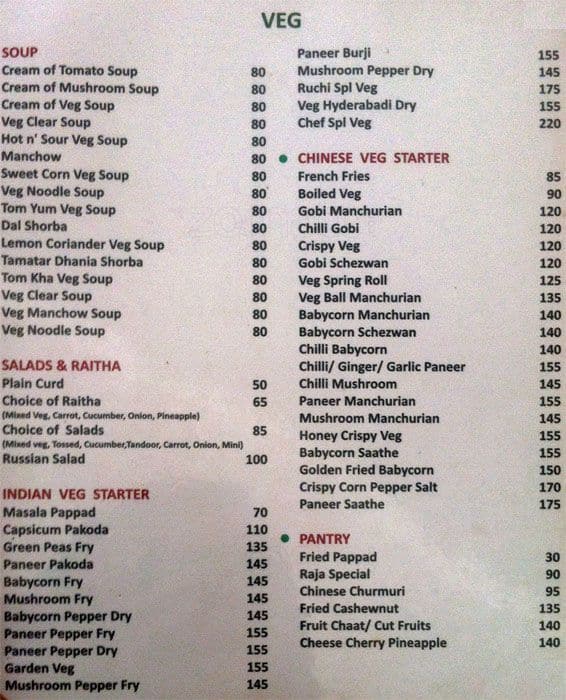 VEG
SOUP
Cream of Tomato Soup 80
Cream of Mushroom Soup 80
Cream of Veg Soup 80
Veg Clear Soup 80
Hot n' Sour Veg Soup 80
Manchow 80
Sweet Corn Veg Soup 80
Veg Noodle Soup 80
Tom Yum Veg Soup 80
Dal Shorba 80
Lemon Coriander Veg Soup 80
Tamatar Dhania Shorba 80
Tom Kha Veg Soup 80
Veg Clear Soup 80
Veg Manchow Soup 80
Veg Noodle Soup 80
SALADS & RAITHA
Plain Curd 50
Choice of Raitha 65
(Mixed Veg, Carrot, Cucumber, Onion, Pineapple)
Choice of Salads 85
(Mixed veg, Tossed, Cucumber,Tandoor, Carrot, Onion, Mini)
Russian Salad 100
INDIAN VEG STARTER
Masala Pappad 70
Capsicum Pakoda 110
Green Peas Fry 135
Paneer Pakoda 145
Babycorn Fry 145
Mushroom Fry 145
Babycorn Pepper Dry 145
Paneer Pepper Fry 155
Paneer Pepper Dry 155
Garden Veg 155
Mushroom Pepper Fry 145
Paneer Burji 155
Mushroom Pepper Dry 145
Ruchi Spl Veg 175
Veg Hyderabadi Dry 155
Chef Spl Veg 220
CHINESE VEG STARTER
French Fries 85
Boiled Veg 90
Gobi Manchurian 120
Chilli Gobi 120
Crispy Veg 120
Gobi Schezwan 120
Veg Spring Roll 125
Veg Ball Manchurian 135
Babycorn Manchurian 140
Babycorn Schezwan 140
Chilli Babycorn 140
Chilli/ Ginger/ Garlic Paneer 155
Chilli Mushroom 145
Paneer Manchurian 155
Mushroom Manchurian 145
Honey Crispy Veg 155
Babycorn Saathe 155
Golden Fried Babycorn 150
Crispy Corn Pepper Salt 170
Paneer Saathe 175
PANTRY
Fried Pappad 30
Raja Special 90
Chinese Churmuri 95
Fried Cashewnut 135
Fruit Chaat/ Cut Fruits 140
Cheese Cherry Pineapple 140